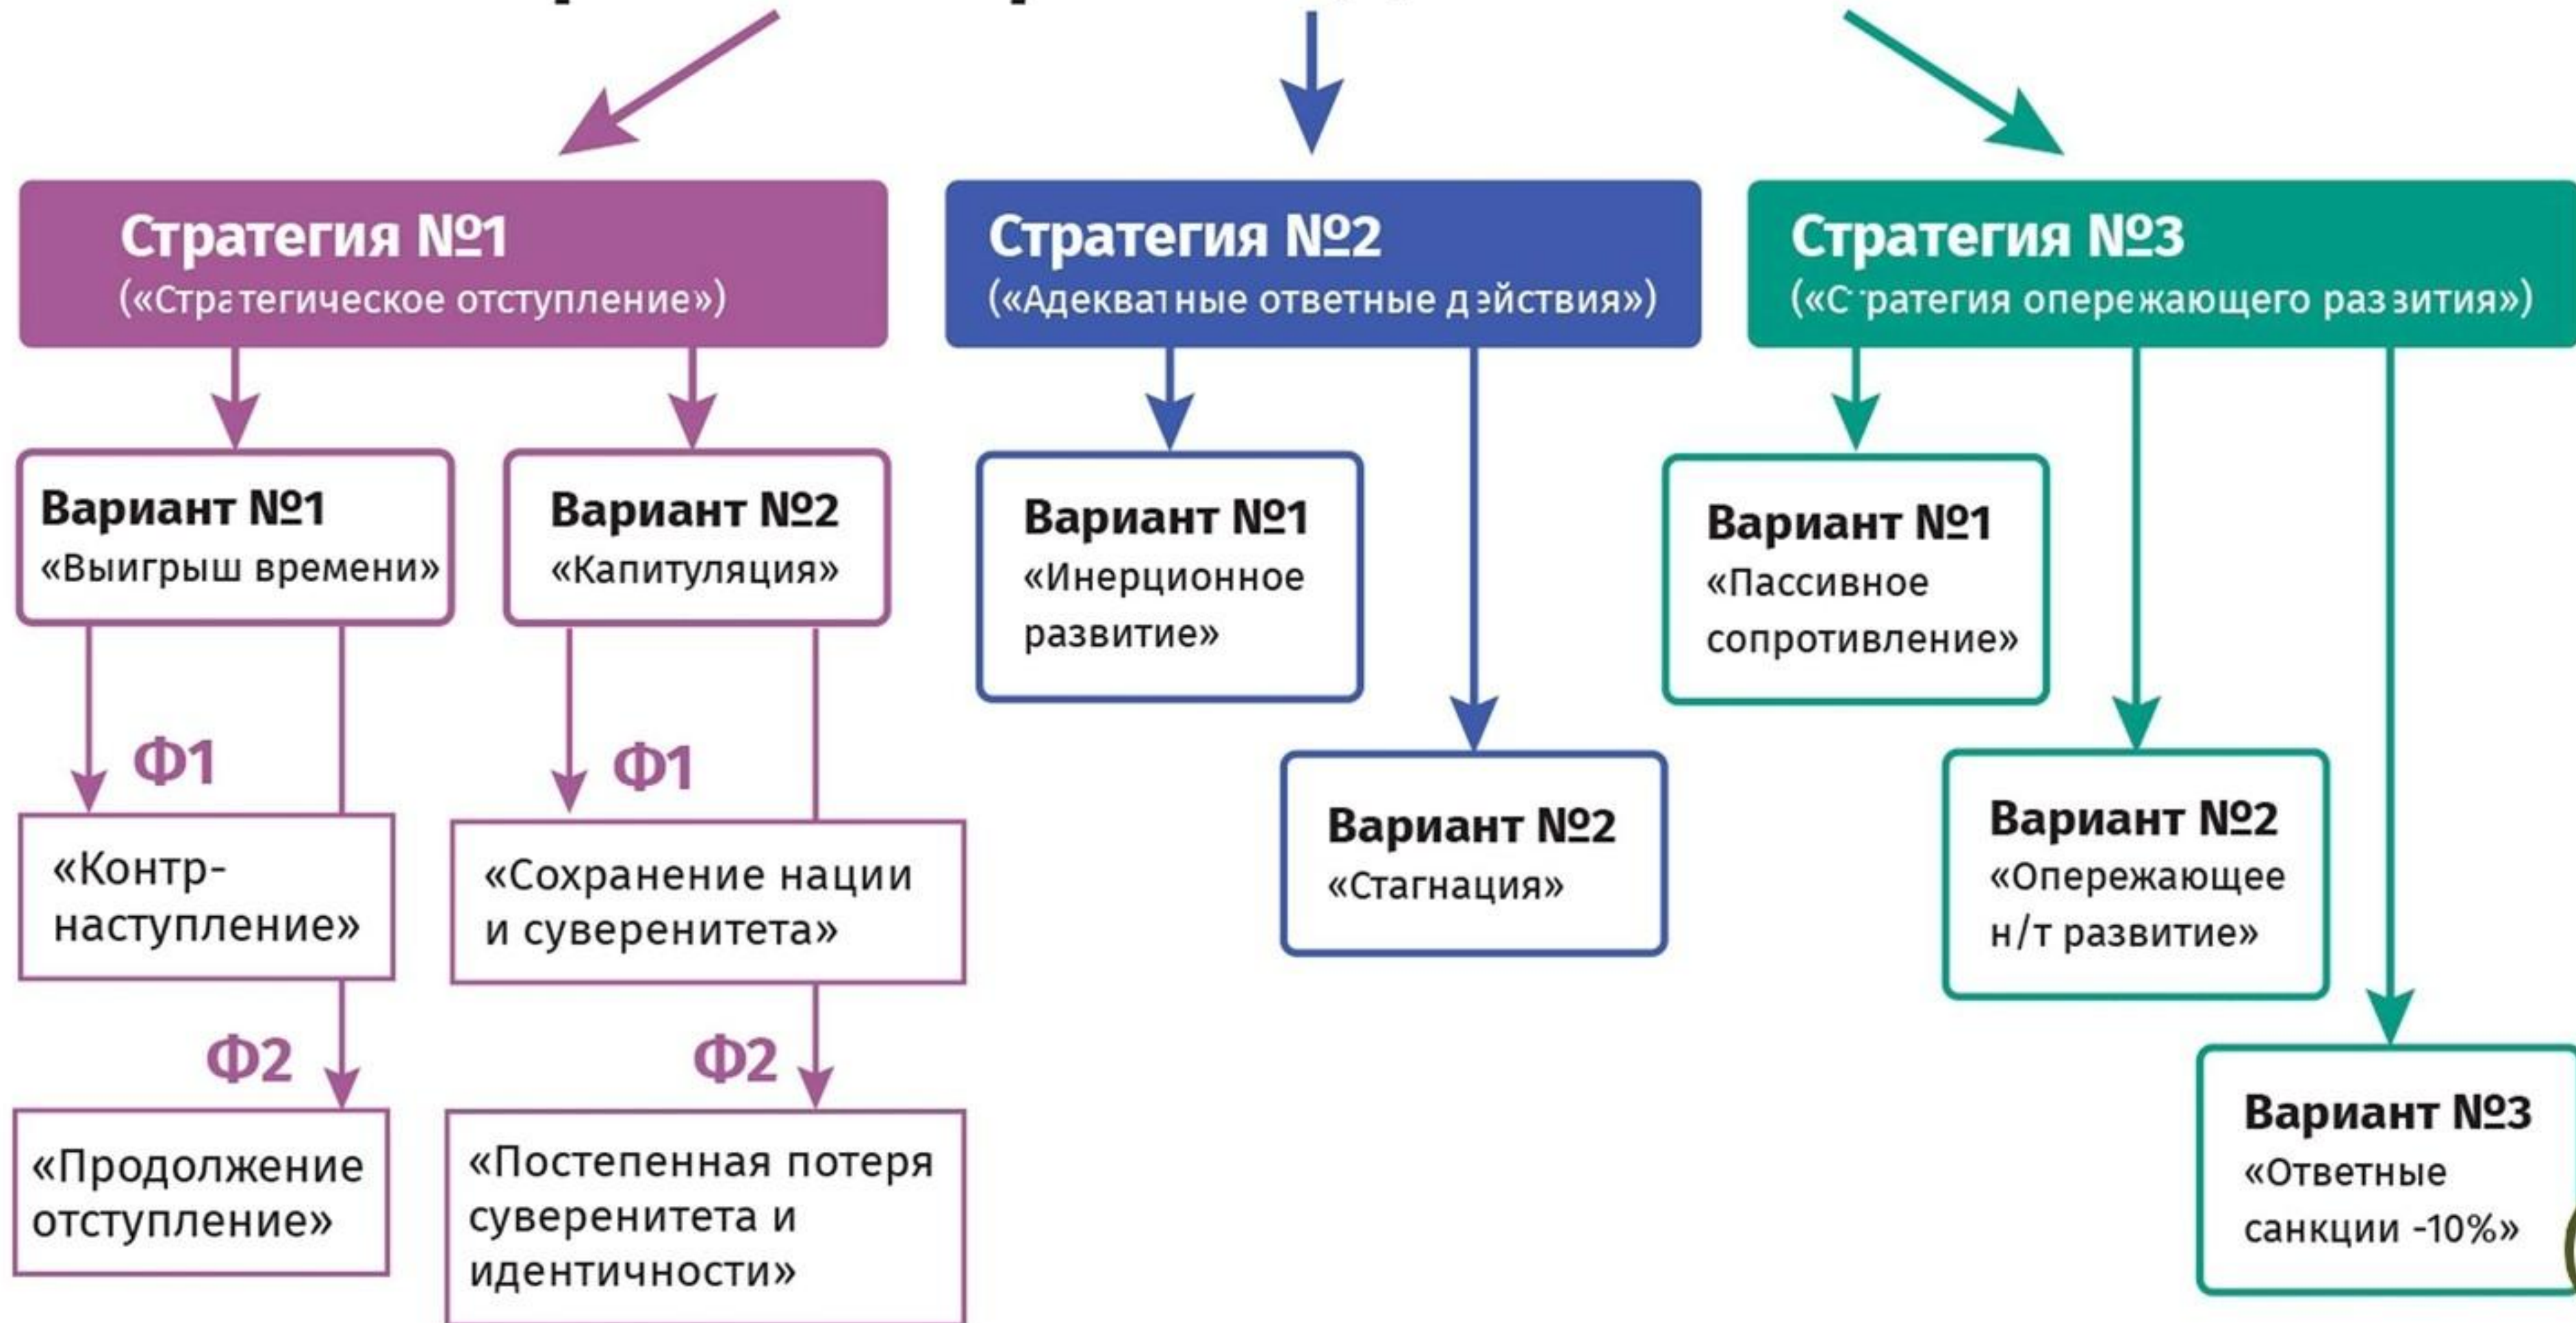 Стратегия №1
(«Стратегическое отступление»)
Стратегия №2
(«Адекватные ответные действия»)
Стратегия №3
(«Стратегия опережающего развития»)
Вариант №1
«Выигрыш времени»
Вариант №2
«Капитуляция»
Вариант №1
«Инерционное
развитие»
Вариант №1
«Пассивное
сопротивление»
Ф1
Ф1
«Контр-
наступление»
«Сохранение нации
и суверенитета»
Вариант №2
«Стагнация»
Вариант №2
«Опережающее
н/т развитие»
Ф2
Ф2
«Продолжение
отступление»
«Постепенная потеря
суверенитета и
идентичности»
Вариант №3
«Ответные
санкции -10%»